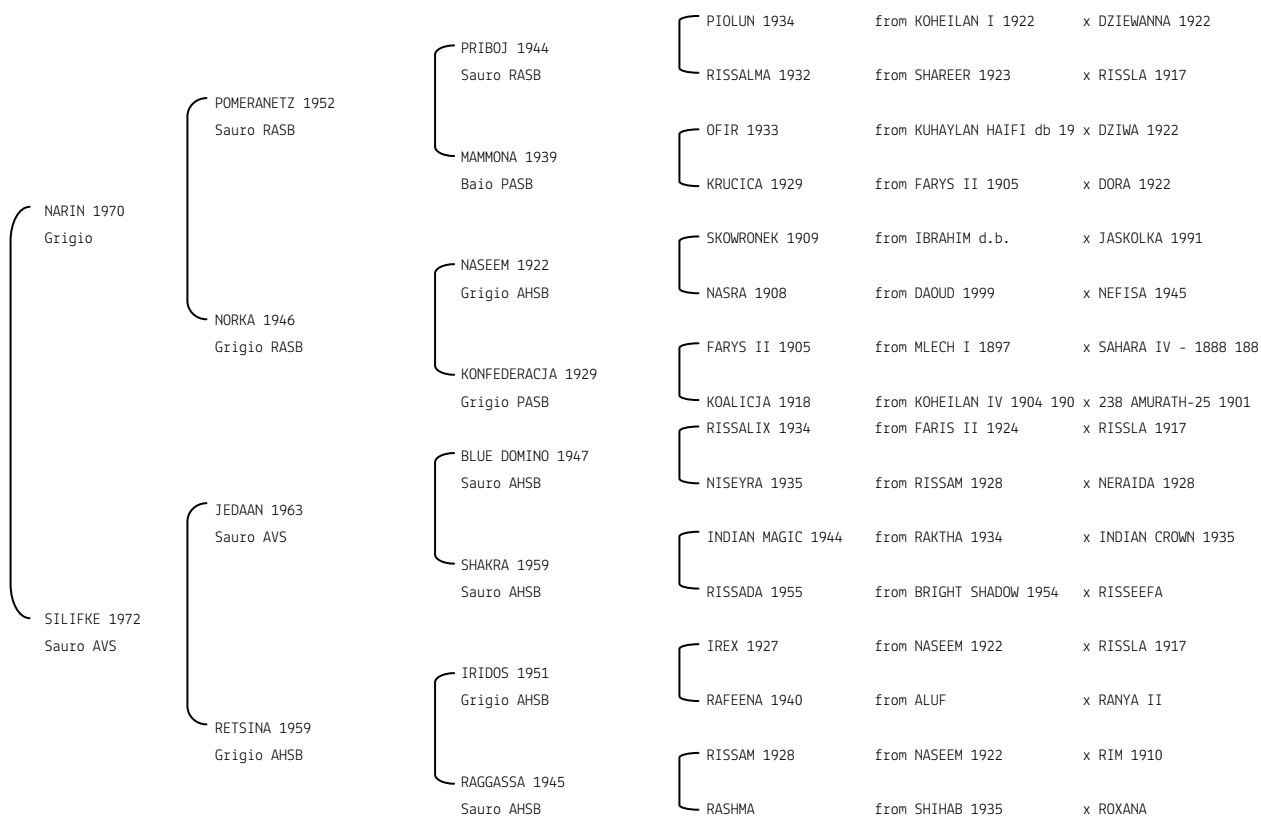 PIOLUN 1934 from KOHEILAN I 1922 x DZIEWANNA 1922
PRIBOJ 1944
Sauro RASB
RISSALMA 1932 from SHAREER 1923 x RISSLA 1917
POMERANETZ 1952
Sauro RASB
OFIR 1933 from KUHAYLAN HAIFI db 19 x DZIWA 1922
MAMMONA 1939
Baio PASB
KRUCICA 1929 from FARYS II 1905 x DORA 1922
NARIN 1970
Grigio
SKOWRONEK 1909 from IBRAHIM d.b. x JASKOLKA 1991
NASEEM 1922
Grigio AHSB
NASRA 1908 from DAOUD 1999 x NEFISA 1945
NORKA 1946
Grigio RASB
FARYS II 1905 from MLECH I 1897 x SAHARA IV - 1888 188
KONFEDERACJA 1929
Grigio PASB
KOALICJA 1918 from KOHEILAN IV 1904 190 x 238 AMURATH-25 1901
RISSALIX 1934 from FARIS II 1924 x RISSLA 1917
BLUE DOMINO 1947
Sauro AHSB
NISEYRA 1935 from RISSAM 1928 x NERAIDA 1928
JEDAAN 1963
Sauro AVS
INDIAN MAGIC 1944 from RAKTHA 1934 x INDIAN CROWN 1935
SHAKRA 1959
Sauro AHSB
RISSADA 1955 from BRIGHT SHADOW 1954 x RISSEEFA
SILIFKE 1972
Sauro AVS
IREX 1927 from NASEEM 1922 x RISSLA 1917
IRIDOS 1951
Grigio AHSB
RAFEENA 1940 from ALUF x RANYA II
RETSINA 1959
Grigio AHSB
RISSAM 1928 from NASEEM 1922 x RIM 1910
RAGGASSA 1945
Sauro AHSB
RASHMA from SHIHAB 1935 x ROXANA